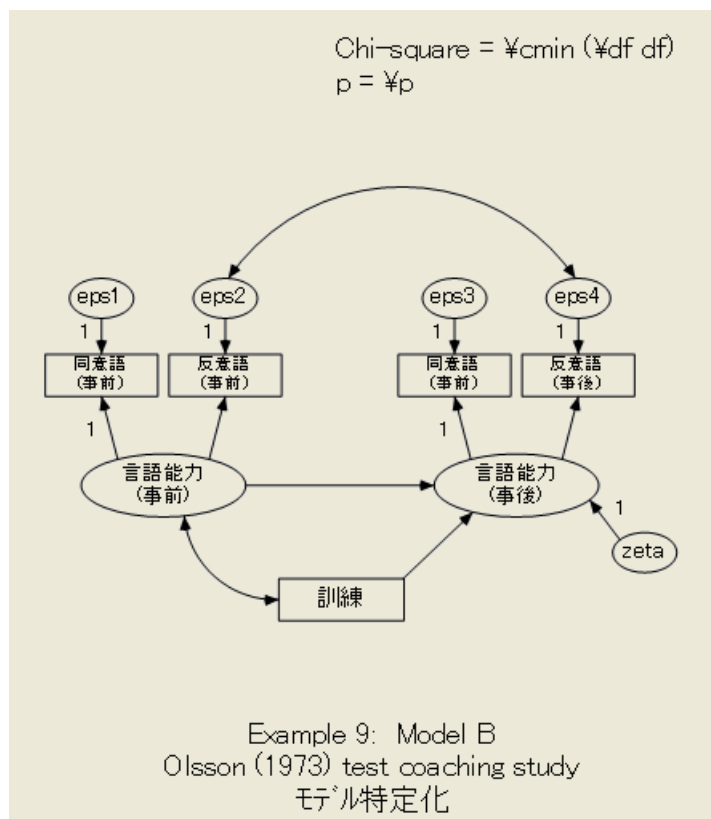 Chi-square = ¥cmin (¥df df)
p = ¥p
eps1
eps2
eps3
eps4
1
1
1
1
同意語
(事前)
反意語
(事前)
同意語
(事前)
反意語
(事後)
1
1
言語能力
(事前)
言語能力
(事後)
1
zeta
訓練
Example 9: Model B
Olsson (1973) test coaching study
モデル特定化